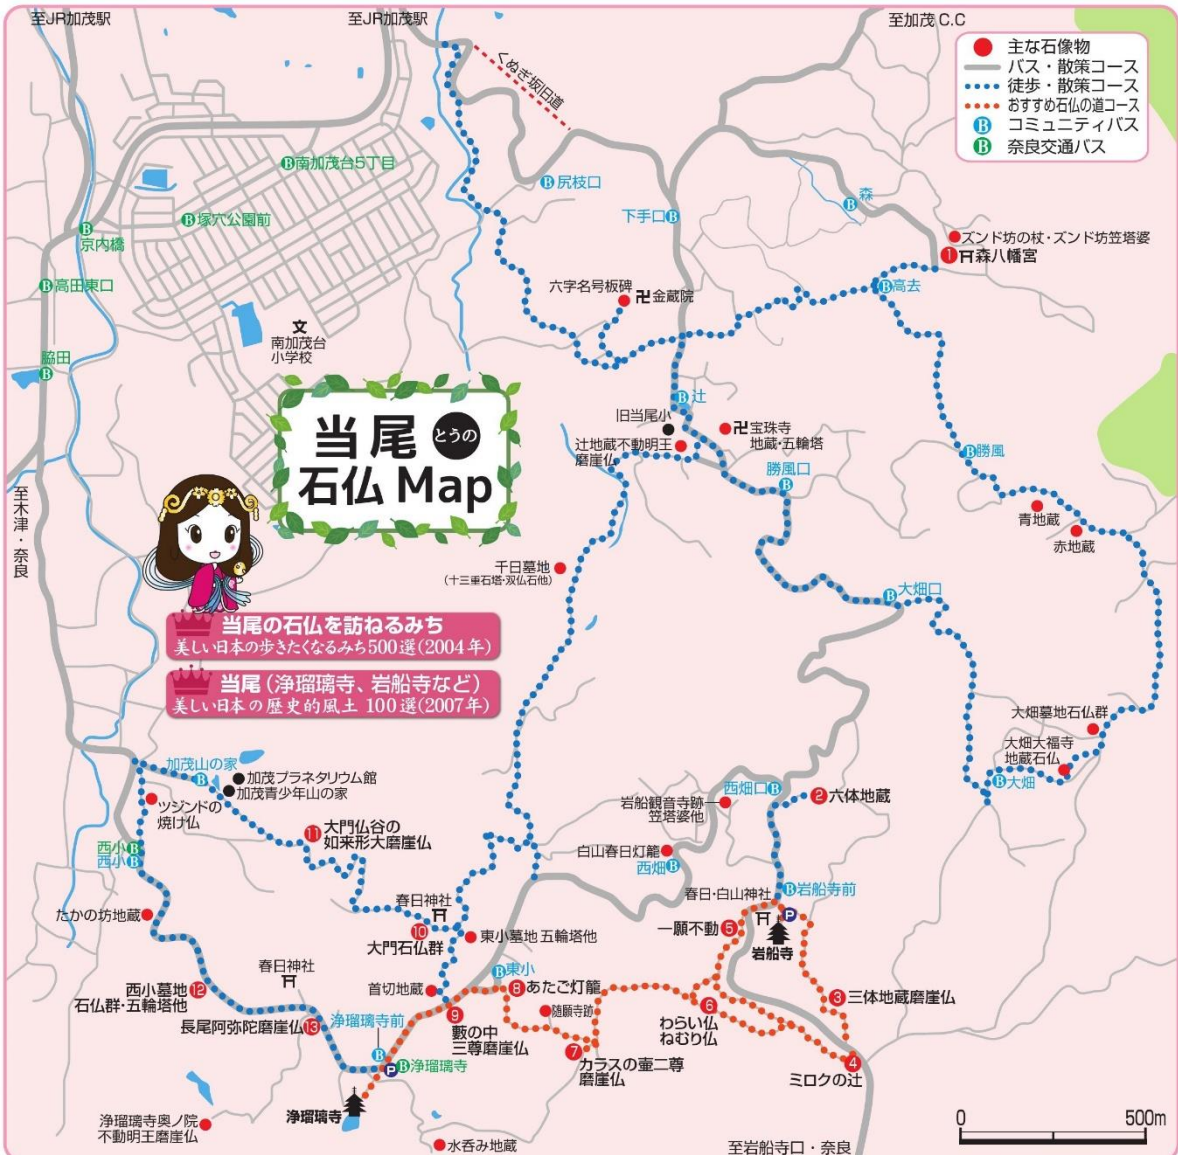 至JR加茂駅
至JR加茂駅
至加茂C.C
主な石像物
バス・散策コース
徒歩・散策コース
おすすめ石仏の道コース
B コミュニティバス
B 奈良交通バス
くぬぎ坂旧道
B 南加茂台5丁目
B 尻枝口
森
B
B 塚穴公園前
下手口 B
B
京内橋
ズンド坊の杖・ズンド坊笠塔婆
1 森八幡宮
B 高田東口
六字名号板碑
卍 金蔵院
B 高去
文
南加茂台
小学校
脇田
B
B 辻
当尾 とうの
石仏 Map
旧当尾小
卍 宝珠寺
地蔵・五輪塔
辻地蔵不動明王
磨崖仏
勝風口
B
B 勝風
至木津・奈良
青地蔵
赤地蔵
千日墓地
(十三重石塔・双仏石他)
B 大畑口
当尾の石仏を訪ねるみち
美しい日本の歩きたくなるみち500選(2004年)
当尾(浄瑠璃寺、岩船寺など)
美しい日本の歴史的風土 100選(2007年)
大畑墓地石仏群
大畑大福寺
地蔵石仏
B 大畑
加茂山の家
B
加茂プラネタリウム館
加茂青少年山の家
西畑口 B
2 六体地蔵
岩船観音寺跡
笠塔婆他
ツジンドの
焼け仏
11 大門仏谷の
如来形大磨崖仏
西小 B
西小 B
白山春日灯籠
西畑 B
春日・白山神社
B 岩船寺前
P
春日神社
たかの坊地蔵
10
大門石仏群
東小墓地 五輪塔他
一願不動 5
岩船寺
春日神社
B 東小
西小墓地 12
石仏群・五輪塔他
首切地蔵
8 あたご灯籠
3 三体地蔵磨崖仏
随願寺跡
6
わらい仏
ねむり仏
9
藪の中
三尊磨崖仏
長尾阿弥陀磨崖仏 13
浄瑠璃寺前
B
P
B 浄瑠璃寺
7
カラスの壷二尊
磨崖仏
4
ミロクの辻
浄瑠璃寺
浄瑠璃寺奥ノ院
不動明王磨崖仏
水呑み地蔵
至岩船寺口・奈良
0 500m